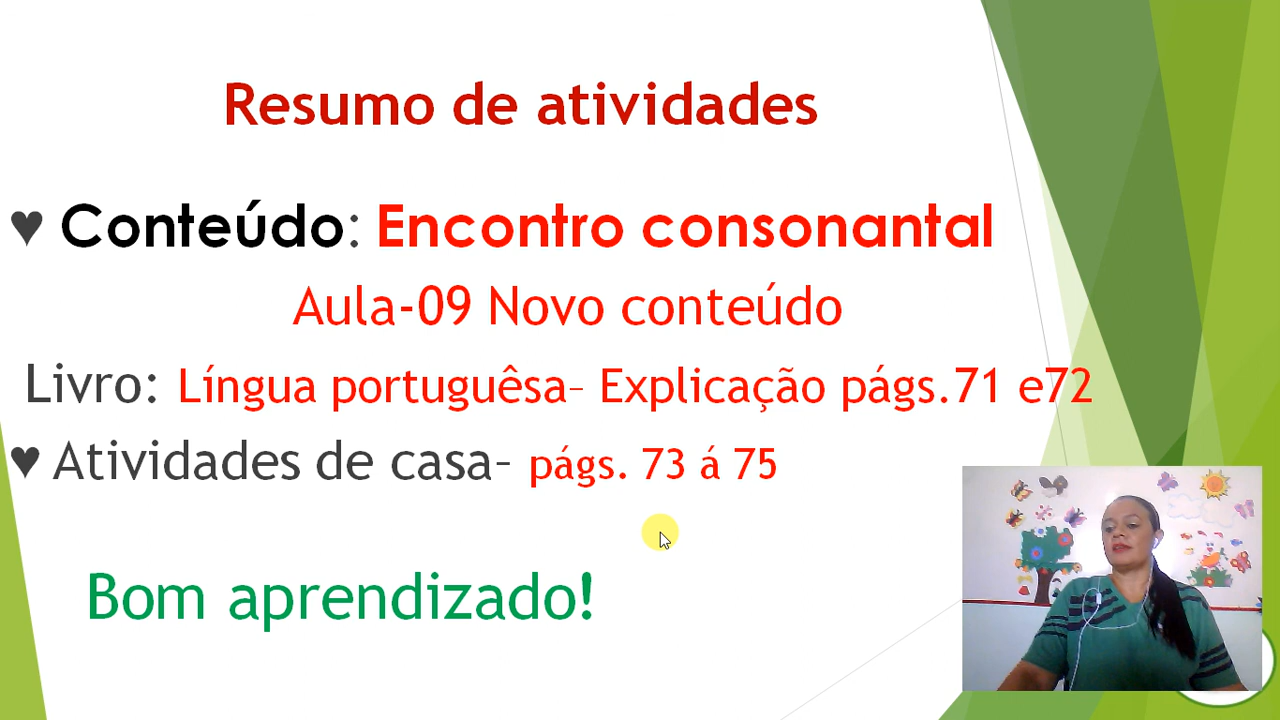 Resumo de atividades
♥ Conteúdo: Encontro consonantal
Aula-09 Novo conteúdo
Livro: Língua portuguêsa– Explicação págs.71 e72
♥ Atividades de casa– págs. 73 á 75
Bom aprendizado!